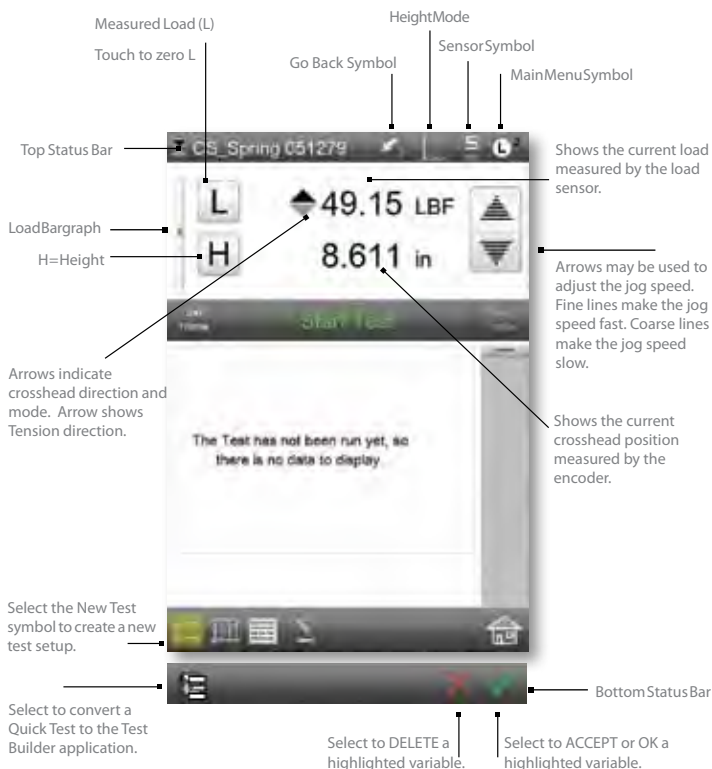 Measured Load (L)
Touch to zero L
Go Back Symbol
HeightMode
SensorSymbol
MainMenuSymbol
Top Status Bar
CS_Spring 051279
Shows the current load
measured by the load
sensor.
L
49.15 LBF
LoadBargraph
H=Height
H
8.611 in
Arrows may be used to
adjust the jog speed.
Fine lines make the jog
speed fast. Coarse lines
make the jog speed
slow.
Start Test
Arrows indicate
crosshead direction and
mode. Arrow shows
Tension direction.
Shows the current
crosshead position
measured by the
encoder.
The Test has not been run yet, so
there is no data to display
Select the New Test
symbol to create a new
test setup.
Select to convert a
Quick Test to the Test
Builder application.
Bottom Status Bar
Select to DELETE a
highlighted variable.
Select to ACCEPT or OK a
highlighted variable.